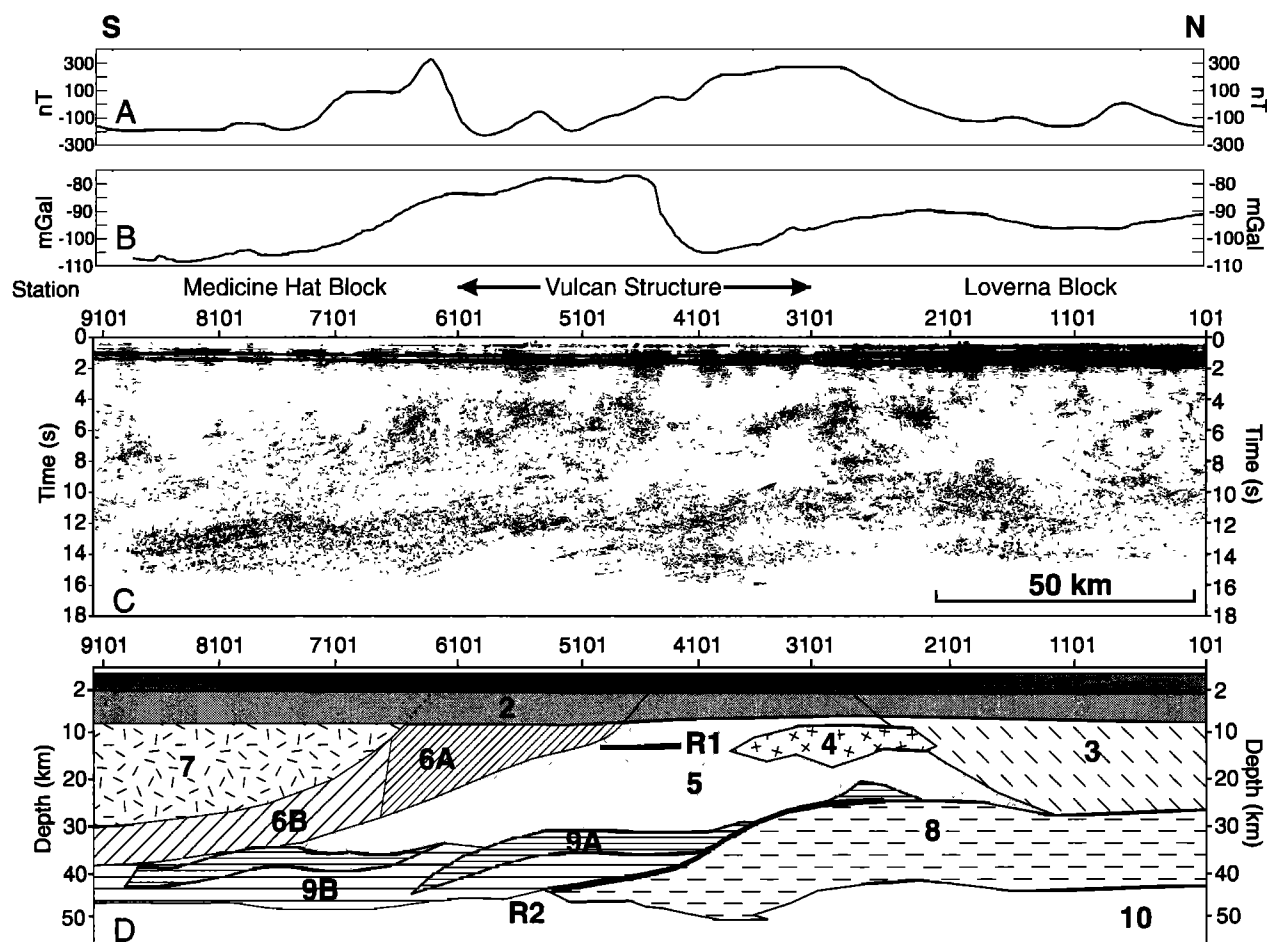 S N
300 300
100 100
nT -100 -100 nT
-300 A -300
-80 -80
-90 -90
mGal -100 -100 mGal
-110 B -110
Station Medicine Hat Block Vulcan Structure Loverna Block
9101 8101 7101 6101 5101 4101 3101 2101 1101 101
0 0
2 2
4 4
6 6
Time (s) 8 8 Time (s)
10 10
12 12
14 14
16 50 km 16
18 C 18
9101 8101 7101 6101 5101 4101 3101 2101 1101 101
2 2 2
10 R1 4 10
7 6A 3
20 5 20
Depth (km) 6B Depth (km)
30 9A 8 30
40 9B 40
50 R2 10 50
D